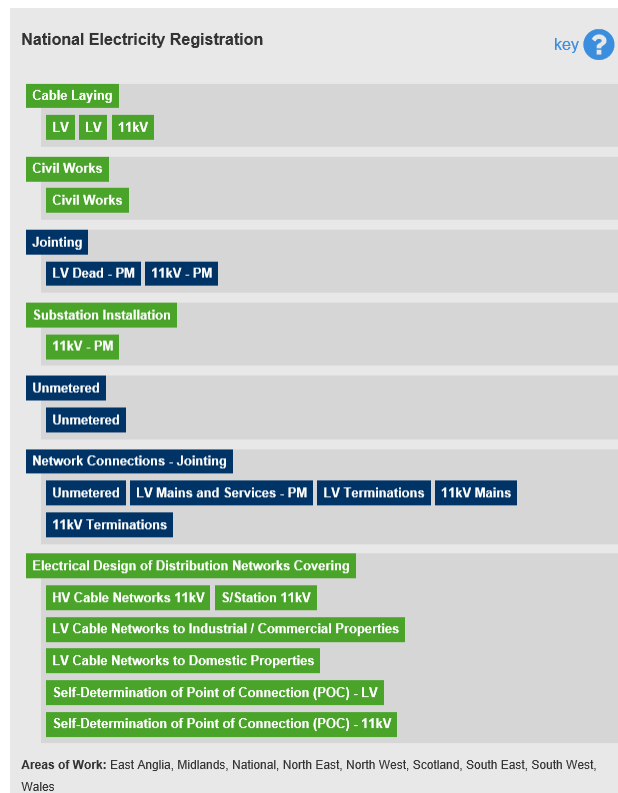 National Electricity Registration
key ?
Cable Laying
LV LV 11kV
Civil Works
Civil Works
Jointing
LV Dead - PM 11kV - PM
Substation Installation
11kV - PM
Unmetered
Unmetered
Network Connections - Jointing
Unmetered LV Mains and Services - PM LV Terminations 11kV Mains
11kV Terminations
Electrical Design of Distribution Networks Covering
HV Cable Networks 11kV S/Station 11kV
LV Cable Networks to Industrial / Commercial Properties
LV Cable Networks to Domestic Properties
Self-Determination of Point of Connection (POC) - LV
Self-Determination of Point of Connection (POC) - 11kV
Areas of Work: East Anglia, Midlands, National, North East, North West, Scotland, South East, South West,
Wales